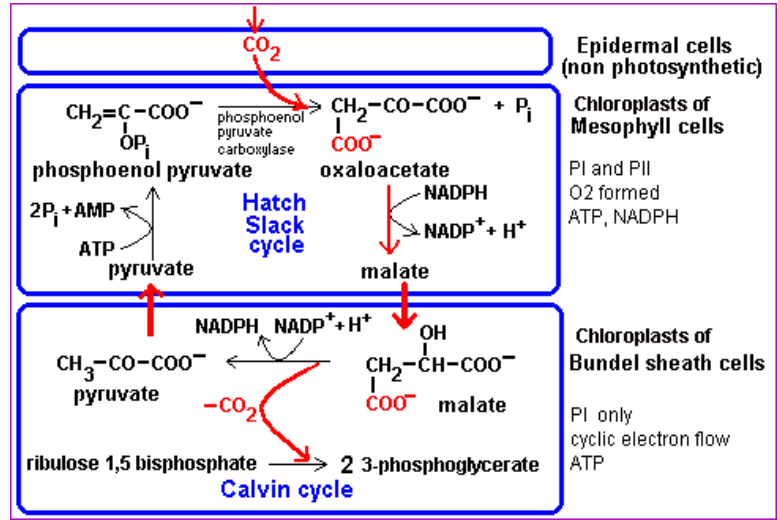 CO2
Epidermal cells
(non photosynthetic)
CH2=C–COO⁻
OPi
phosphoenol pyruvate
phosphoenol
pyruvate
carboxylase
CH2–CO–COO⁻ + Pi
COO⁻
oxaloacetate
Chloroplasts of
Mesophyll cells
PI and PII
O2 formed
ATP, NADPH
2Pi+AMP
ATP
pyruvate
Hatch
Slack
cycle
NADPH
NADP⁺+ H⁺
malate
NADPH
NADP⁺+H⁺
CH3–CO–COO⁻
pyruvate
–CO2
OH
CH2–CH–COO⁻
COO⁻
malate
Chloroplasts of
Bundel sheath cells
PI only
cyclic electron flow
ATP
ribulose 1,5 bisphosphate
2 3-phosphoglycerate
Calvin cycle